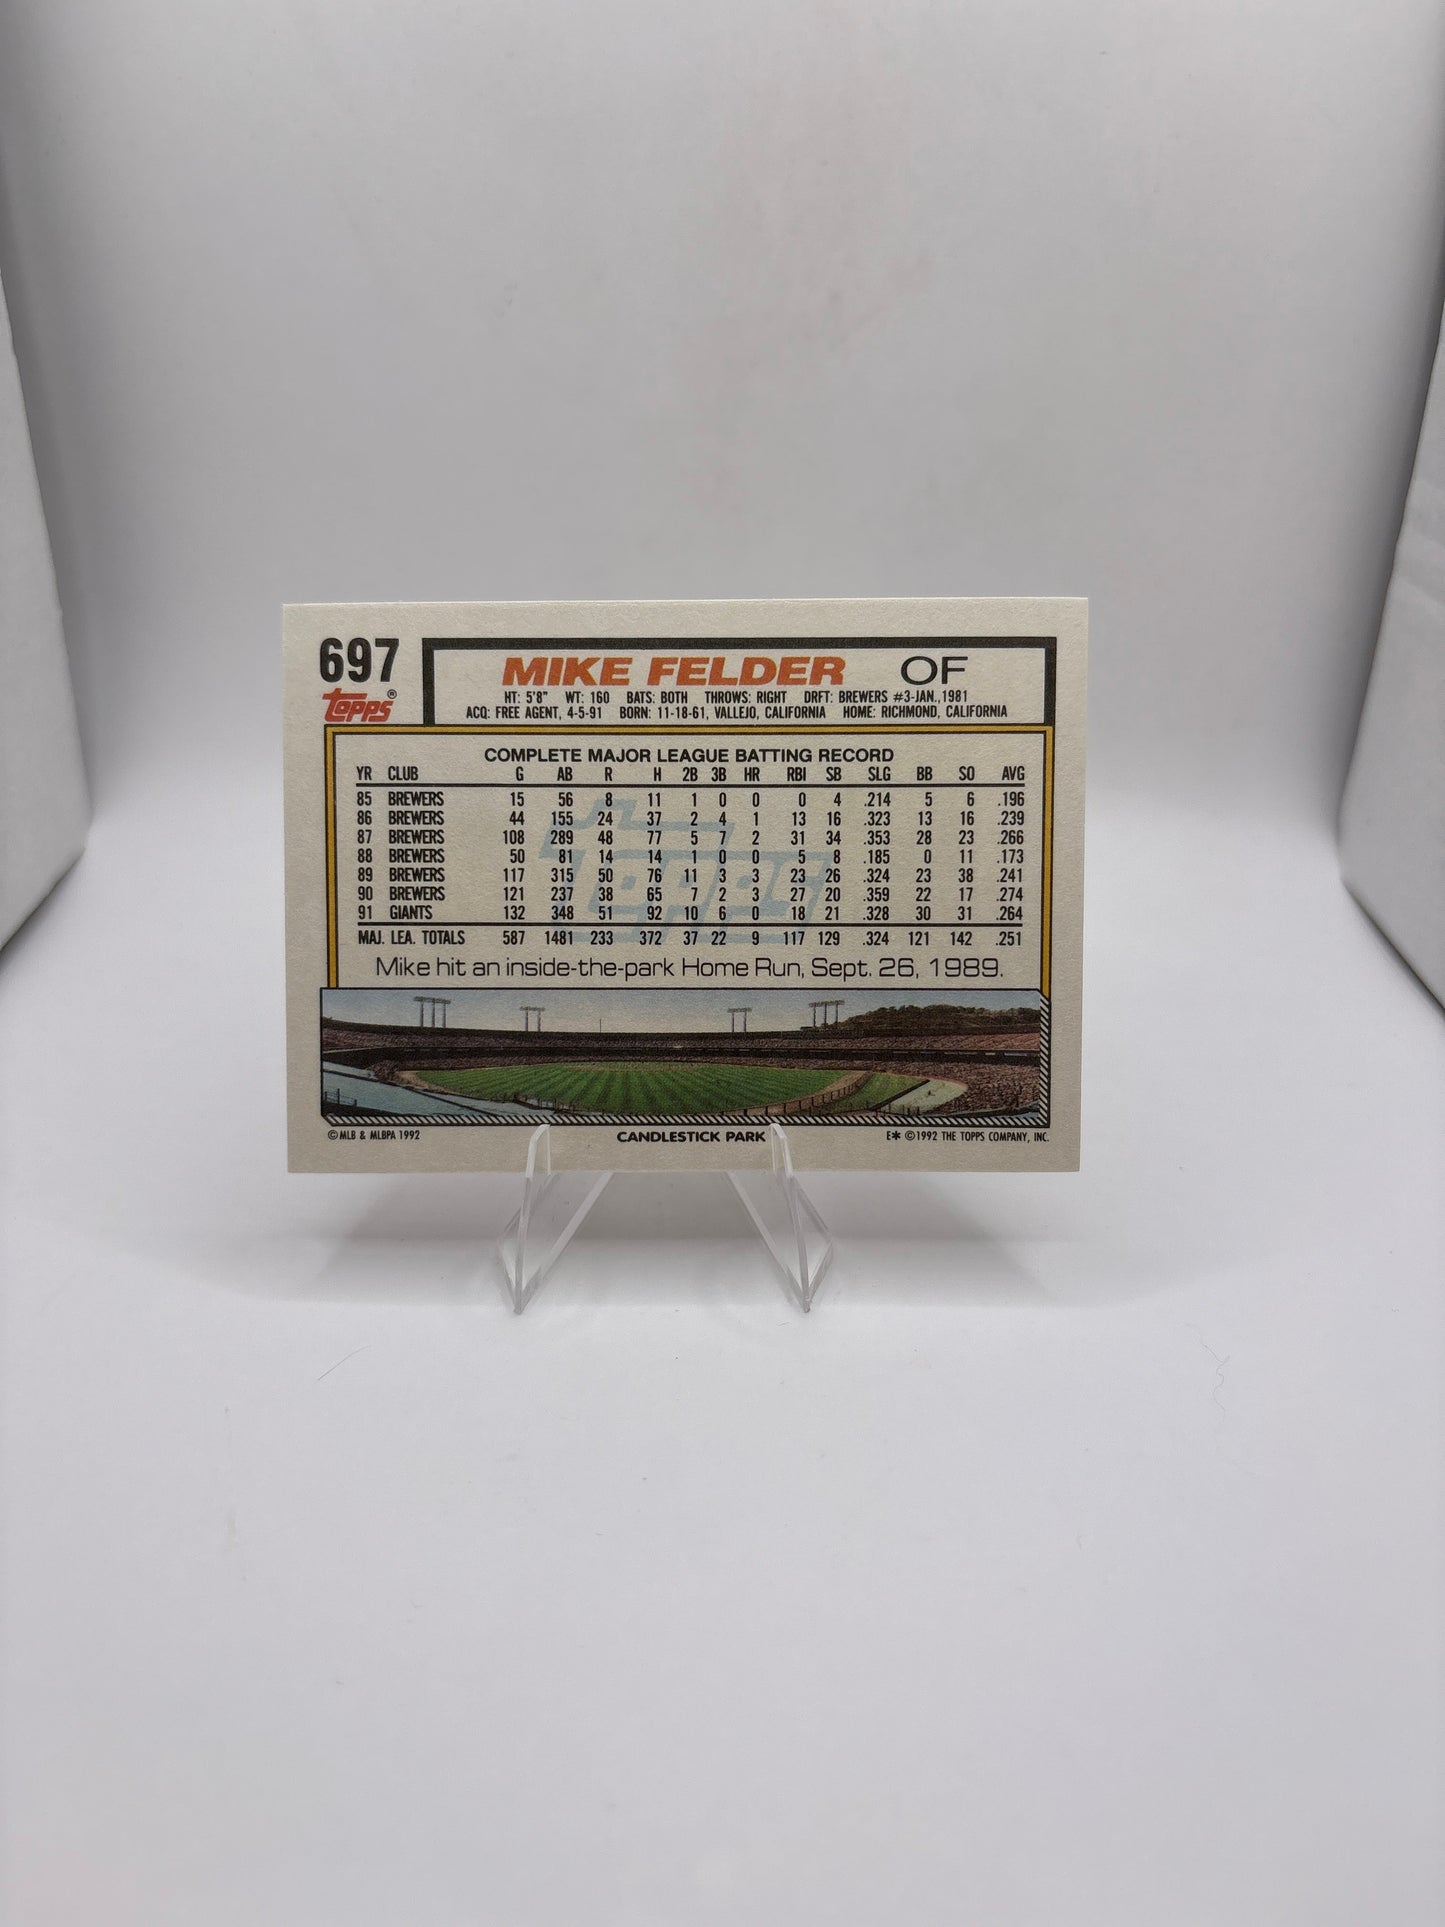 697
topps®
MIKE FELDER OF
HT: 5'8" WT: 160 BATS: BOTH THROWS: RIGHT DRFT: BREWERS #3-JAN., 1981
ACQ: FREE AGENT, 4-5-91 BORN: 11-18-61, VALLEJO, CALIFORNIA HOME: RICHMOND, CALIFORNIA
COMPLETE MAJOR LEAGUE BATTING RECORD
YR CLUB G AB R H 2B 3B HR RBI SB SLG BB SO AVG
85 BREWERS 15 56 8 11 1 0 0 0 4 .214 5 6 .196
86 BREWERS 44 155 24 37 2 4 1 13 16 .323 13 16 .239
87 BREWERS 108 289 48 77 5 7 2 31 34 .353 28 23 .266
88 BREWERS 50 81 14 14 1 0 0 5 8 .185 0 11 .173
89 BREWERS 117 315 50 76 11 3 3 23 26 .324 23 38 .241
90 BREWERS 121 237 38 65 7 2 3 27 20 .359 22 17 .274
91 GIANTS 132 348 51 92 10 6 0 18 21 .328 30 31 .264
MAJ. LEA. TOTALS 587 1481 233 372 37 22 9 117 129 .324 121 142 .251
topps
Mike hit an inside-the-park Home Run, Sept. 26, 1989.
© MLB & MLBPA 1992 CANDLESTICK PARK E* © 1992 THE TOPPS COMPANY, INC.